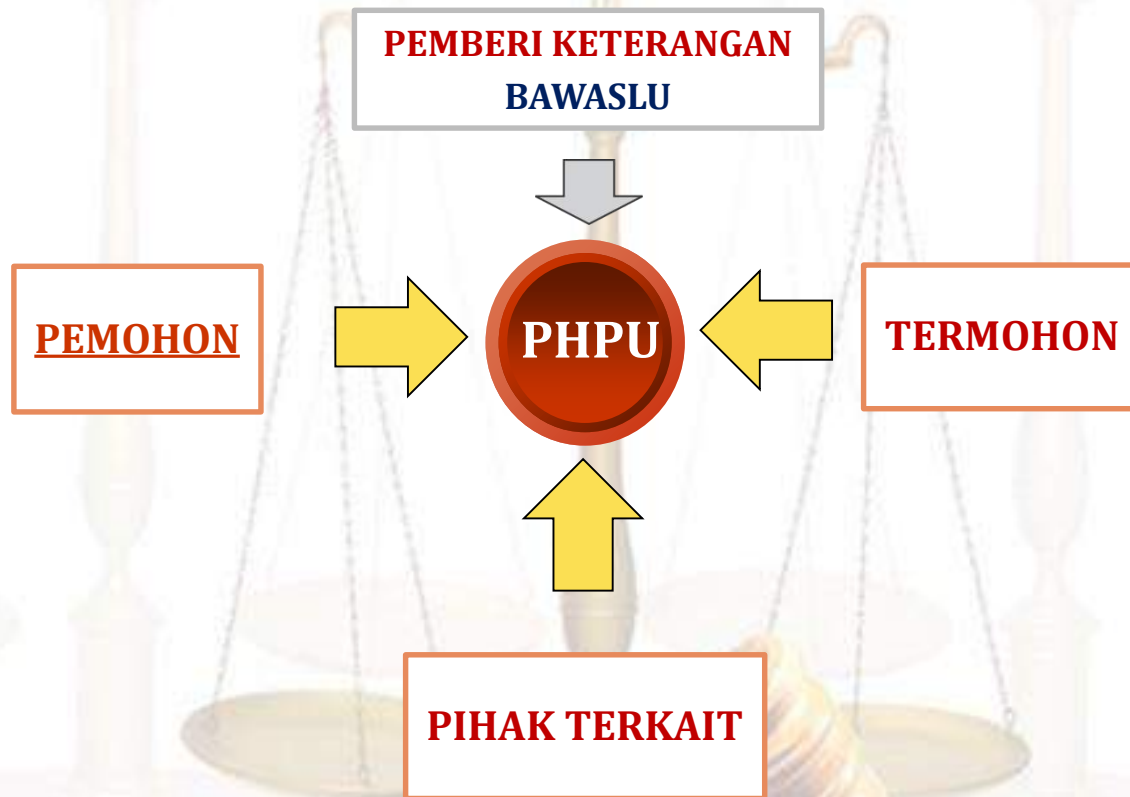 PEMBERI KETERANGAN
BAWASLU
PEMOHON
PHPU
TERMOHON
PIHAK TERKAIT